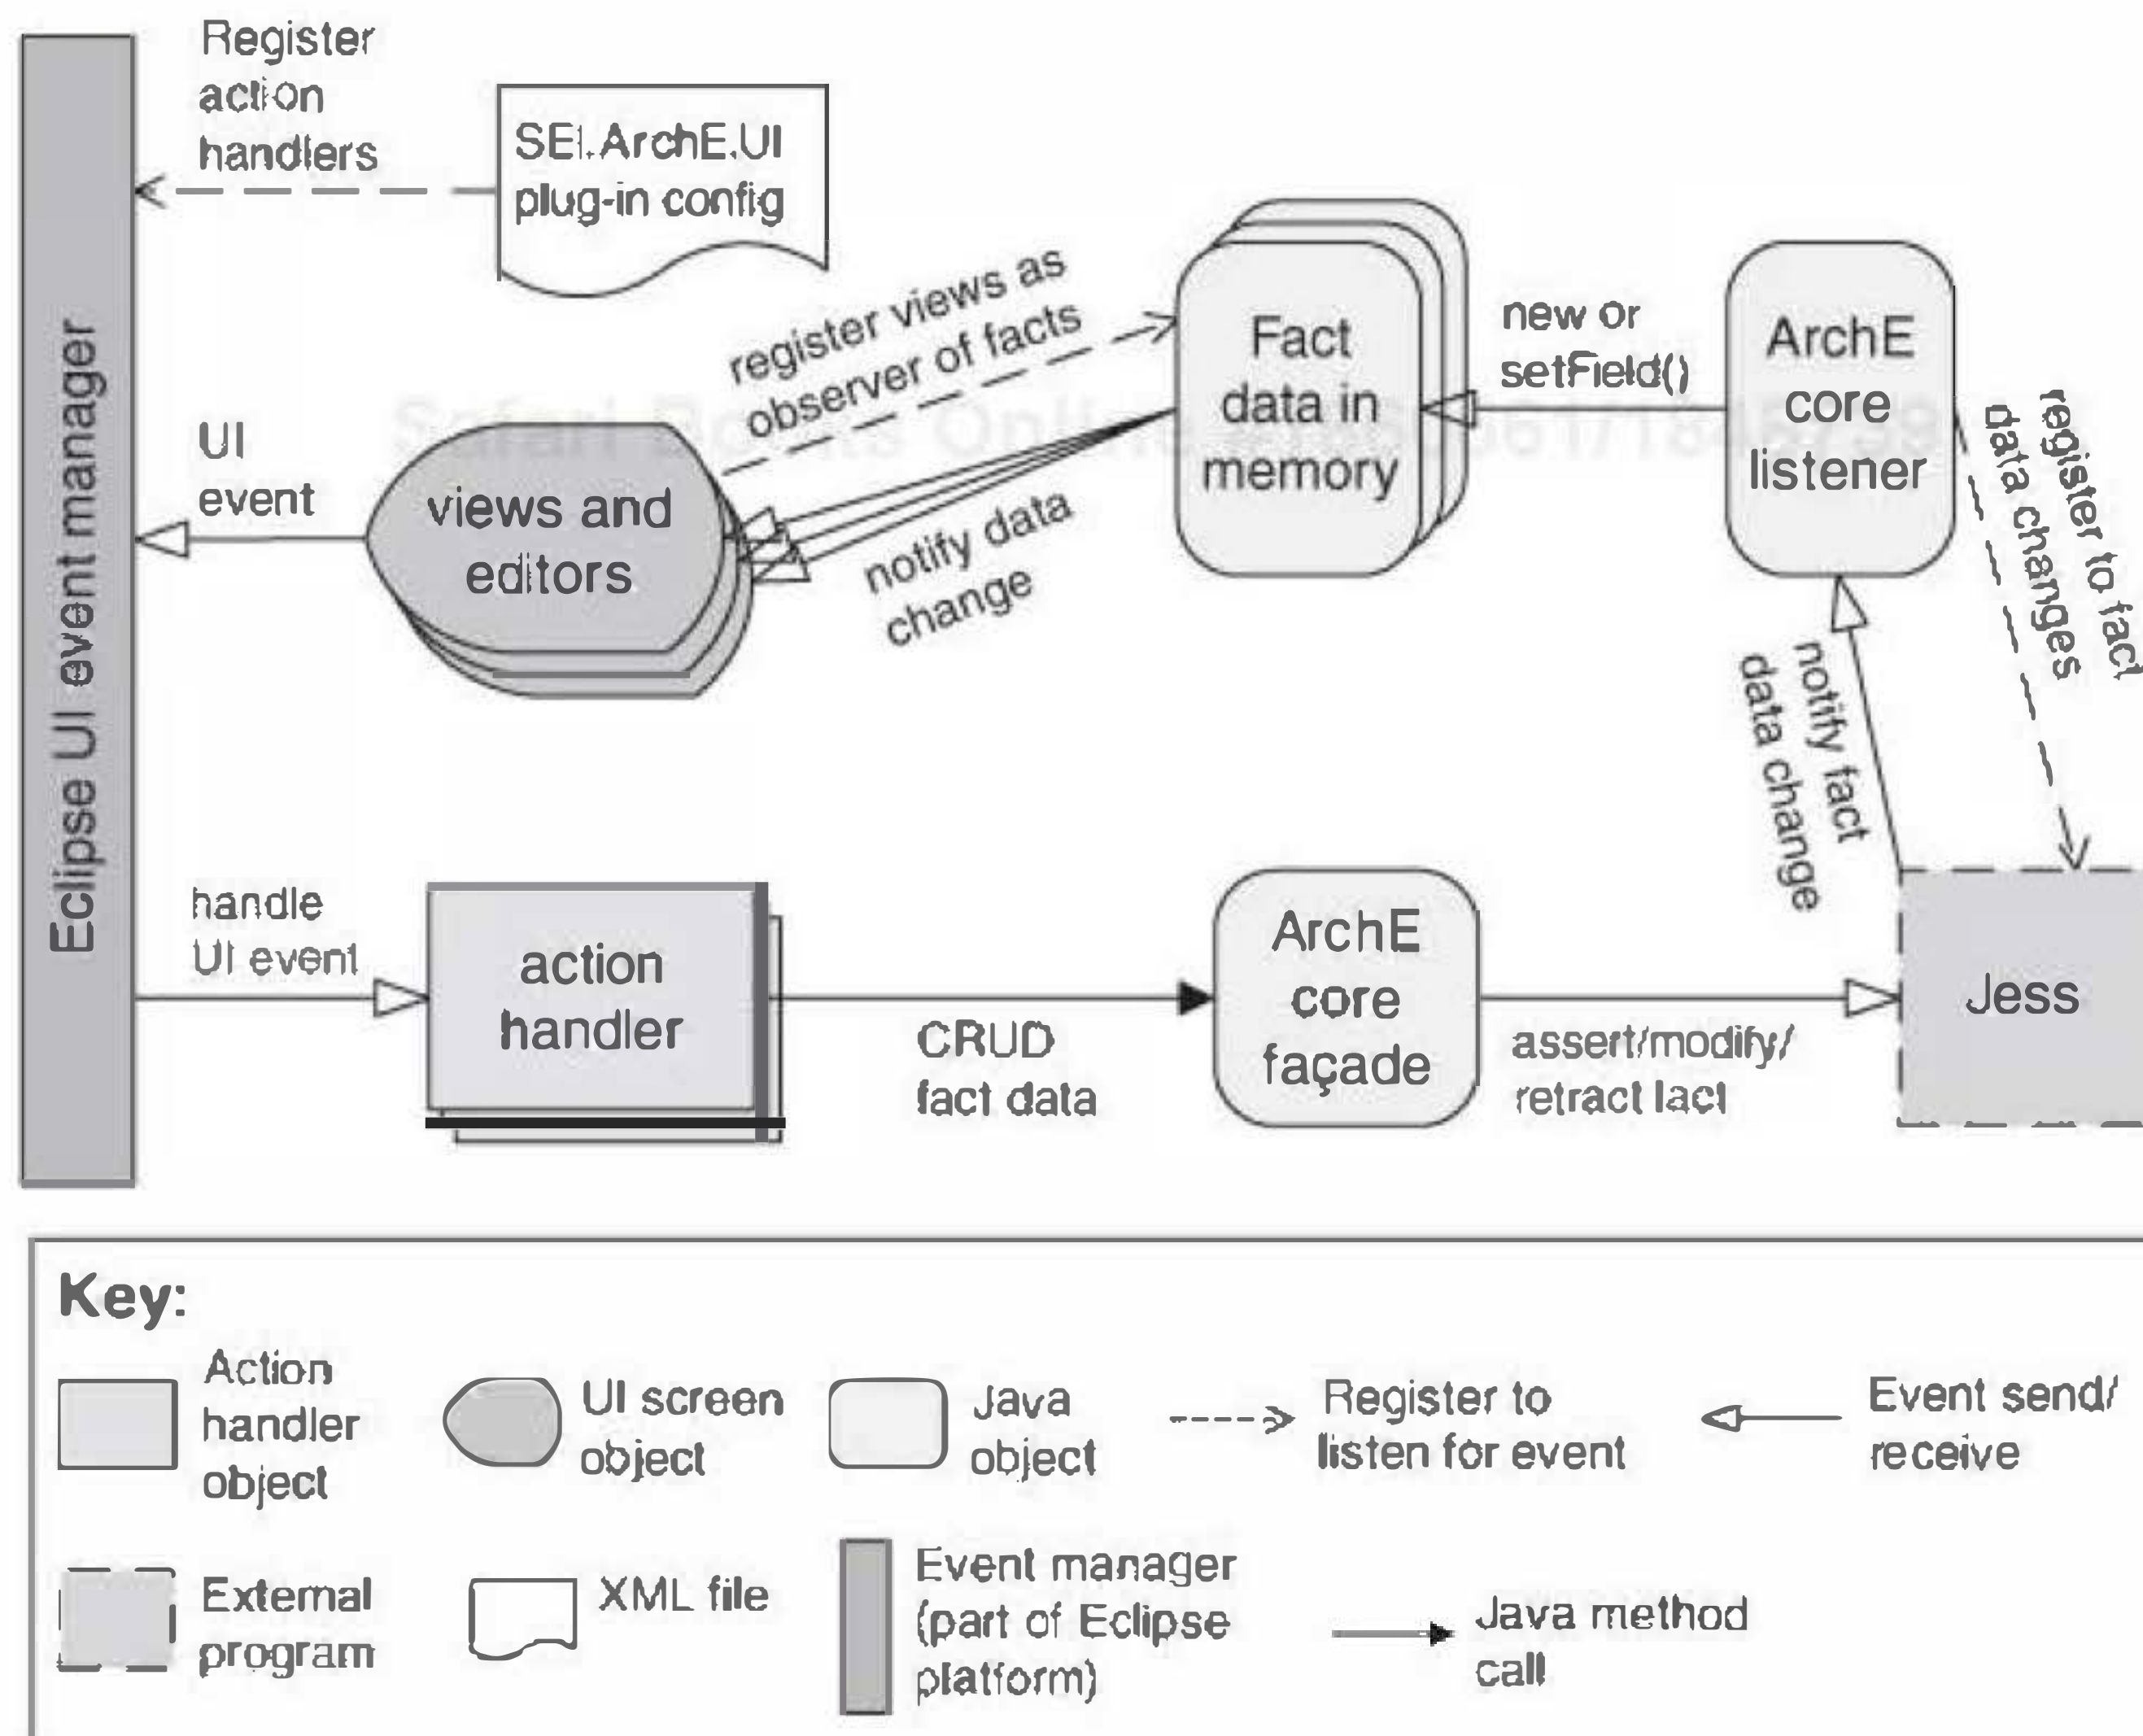 Register
action
handlers
SEI.ArchE.UI
plug-in config
Eclipse UI event manager
UI
event
views and
editors
register views as
observer of facts
notify data
change
Fact
data in
memory
new or
setField()
ArchE
core
listener
register to fact
data changes
notify fact
data change
handle
UI event
action
handler
CRUD
fact data
ArchE
core
façade
assert/modify/
retract fact
Jess
Safari Books Online
Key:
Action
handler
object
UI screen
object
Java
object
Register to
listen for event
Event send/
receive
External
program
XML file
Event manager
(part of Eclipse
platform)
Java method
call